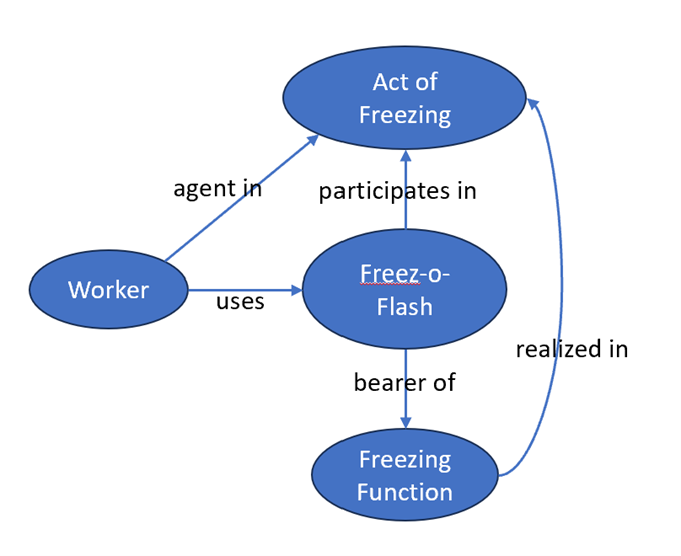 Act of
Freezing
agent in
participates in
Worker
uses
Freez-o-
Flash
realized in
bearer of
Freezing
Function